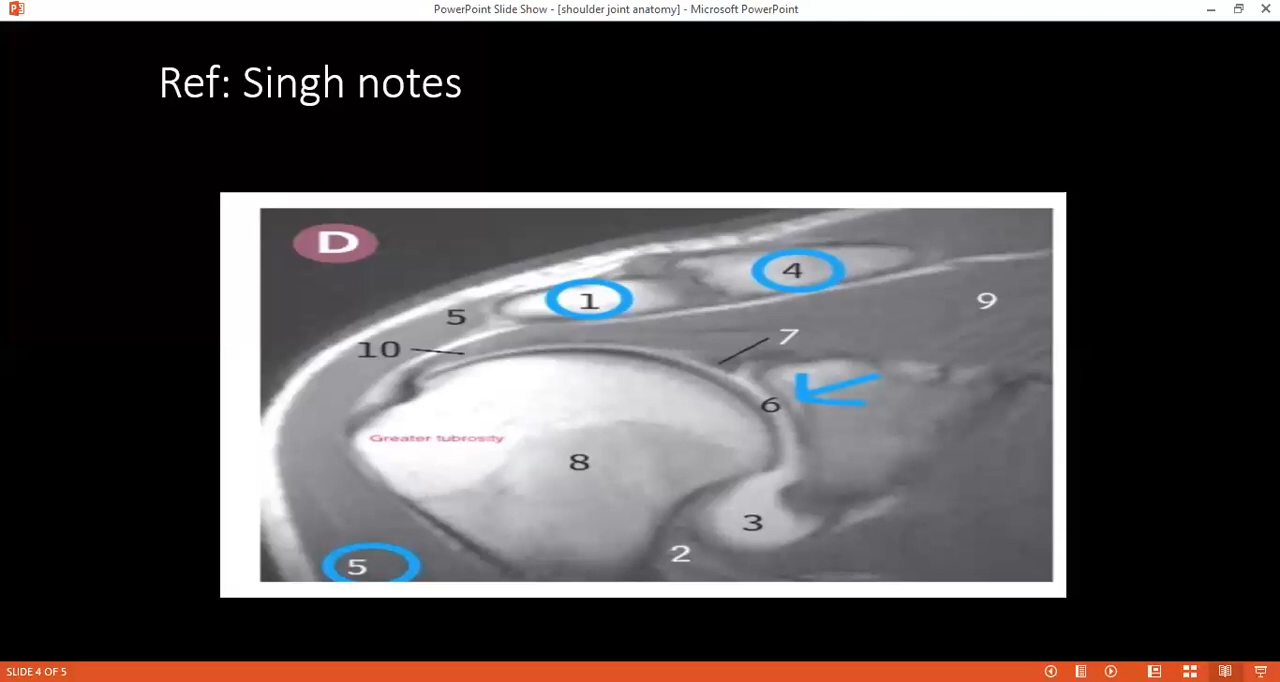 PowerPoint Slide Show - [shoulder joint anatomy] - Microsoft PowerPoint
Ref: Singh notes
D
4
1
9
5
7
10
6
Greater tubrosity
8
3
2
5
SLIDE 4 OF 5